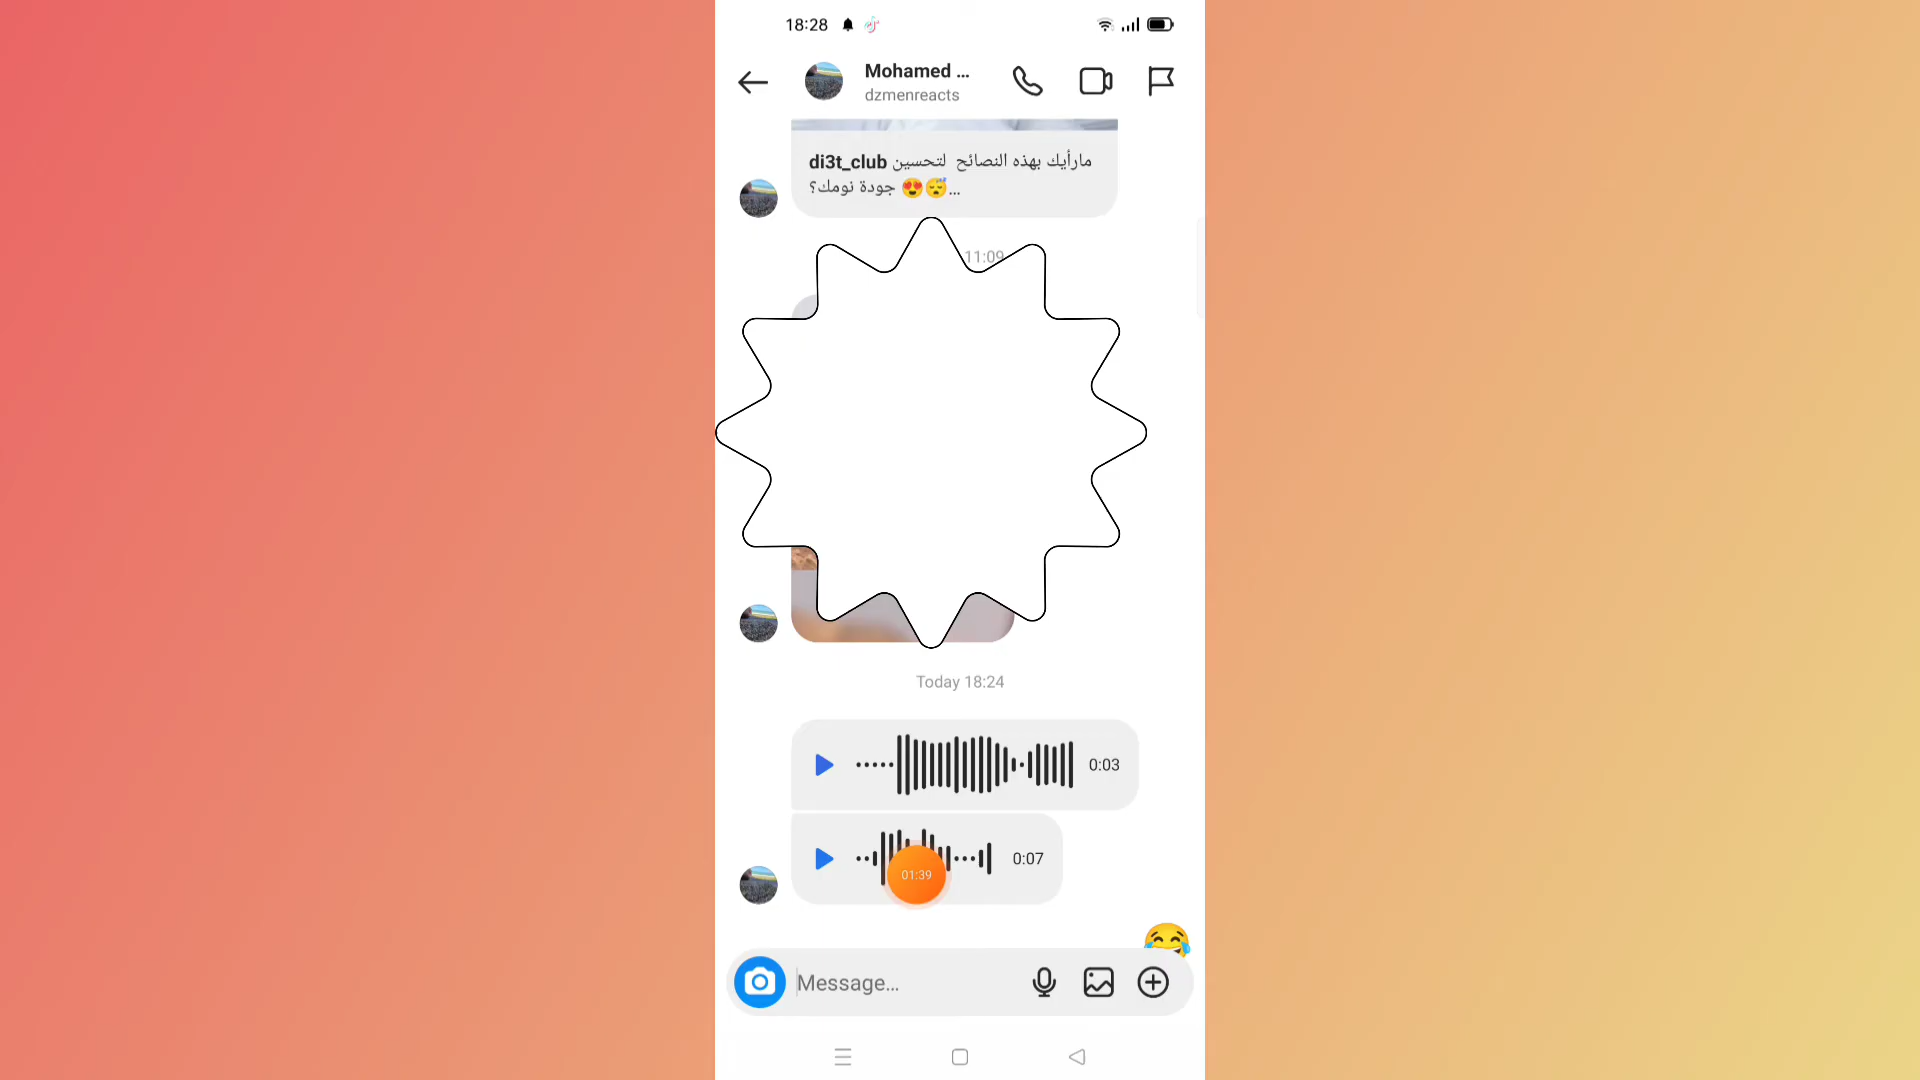 18:28
Mohamed ...
dzmenreacts
di3t_club مارأيك بهذه النصائح لتحسين
جودة نومك؟ 😍😴...
11:09
Today 18:24
0:03
0:07
01:39
😂
Message...